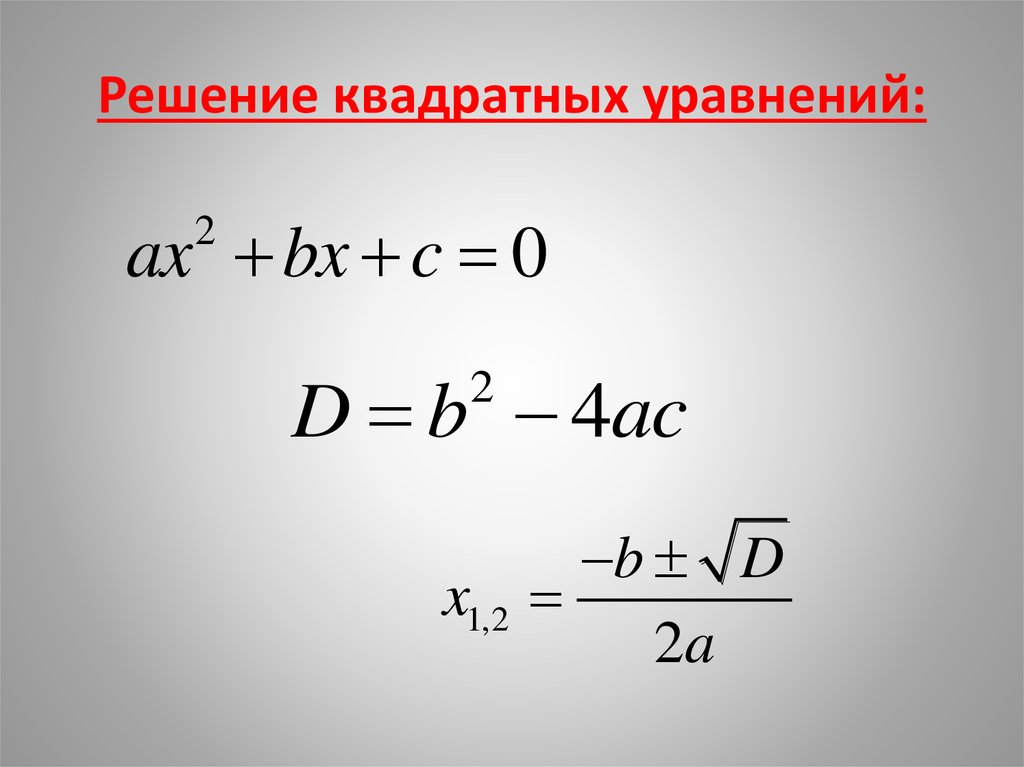 Решение квадратных уравнений:
ax² + bx + c = 0
D = b² − 4ac
x₁,₂ = (−b ± √D) / 2a